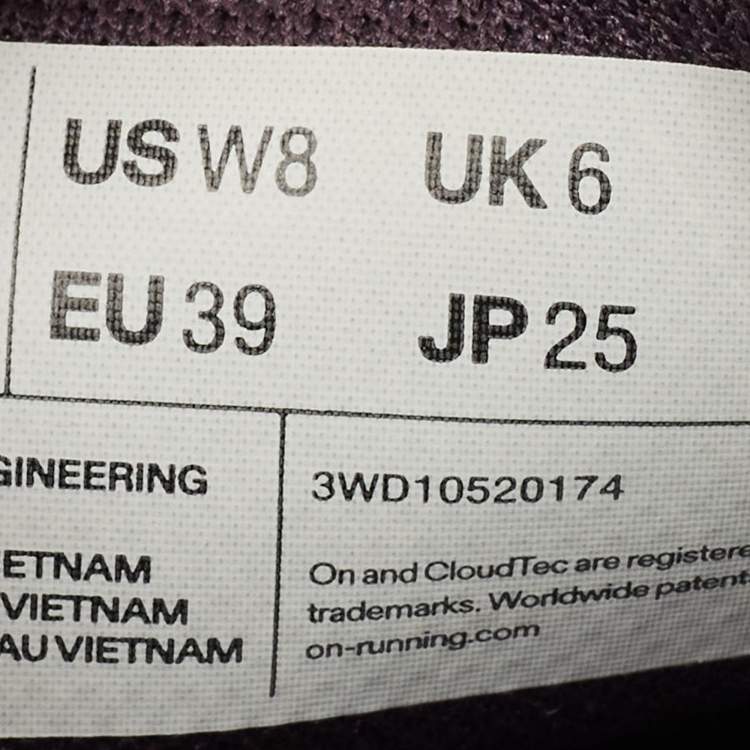 US W8 UK 6
EU 39 JP 25
GINEERING
ETNAM
VIETNAM
AU VIETNAM
3WD10520174
On and CloudTec are registere
trademarks. Worldwide patent
on-running.com